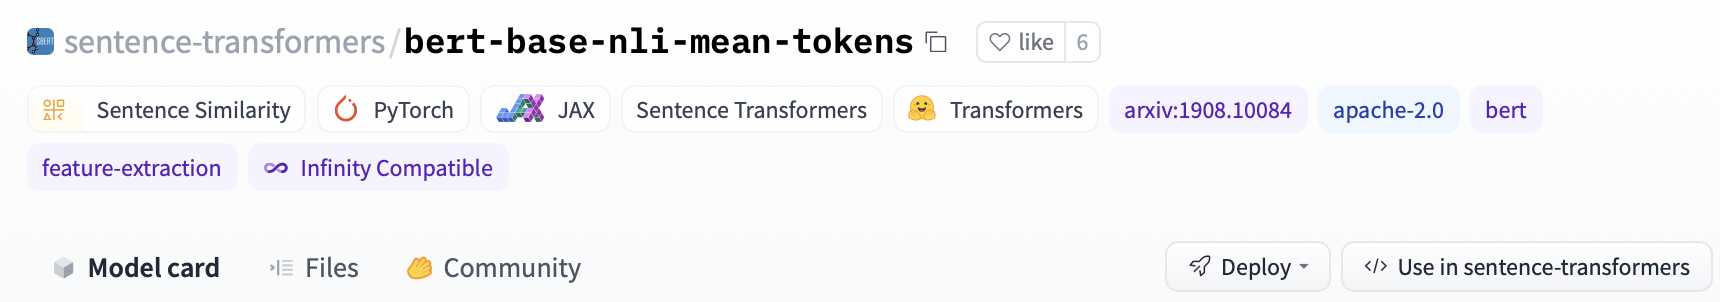 sentence-transformers/bert-base-nli-mean-tokens like 6
Sentence Similarity PyTorch JAX Sentence Transformers Transformers arxiv:1908.10084 apache-2.0 bert
feature-extraction Infinity Compatible
Model card Files Community Deploy </> Use in sentence-transformers